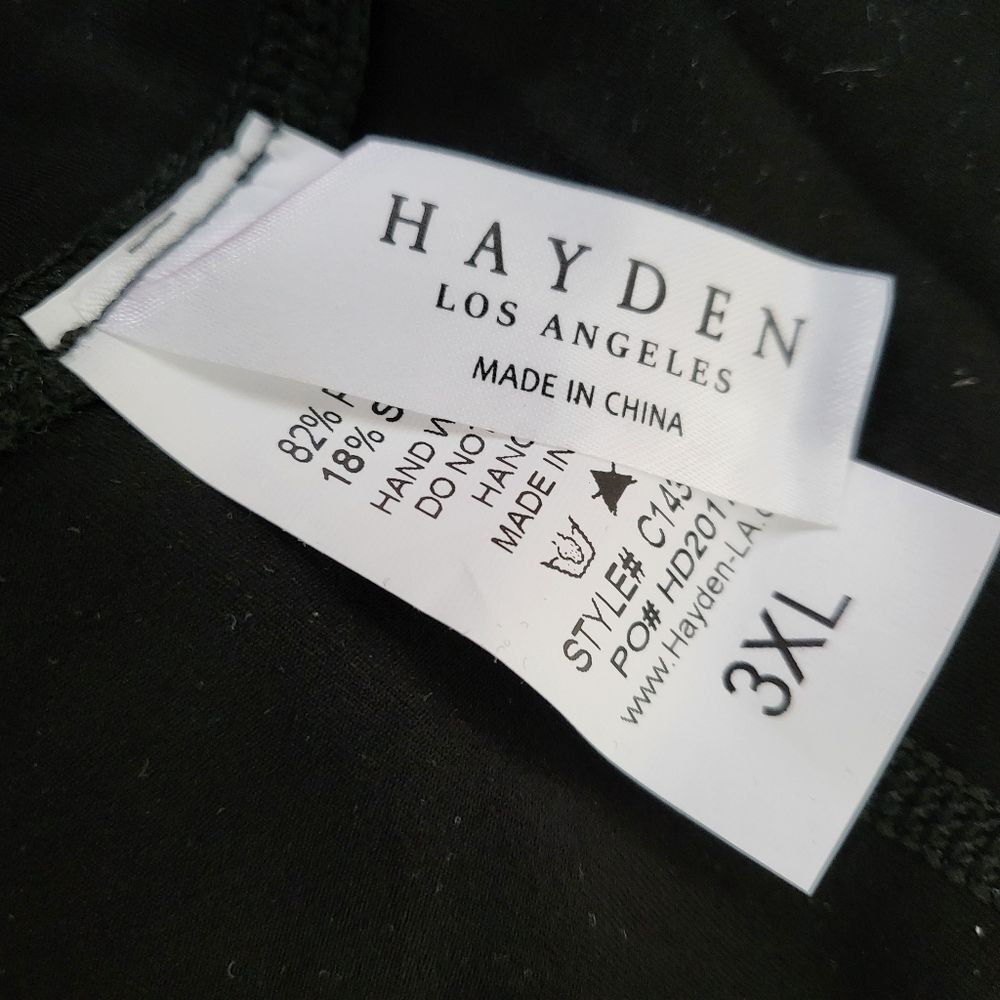 HAYDEN
LOS ANGELES
MADE IN CHINA
82%
18%
HAND
DO NOT
HANG
MADE IN
STYLE# C143
PO# HD201
www.Hayden-LA.
3XL